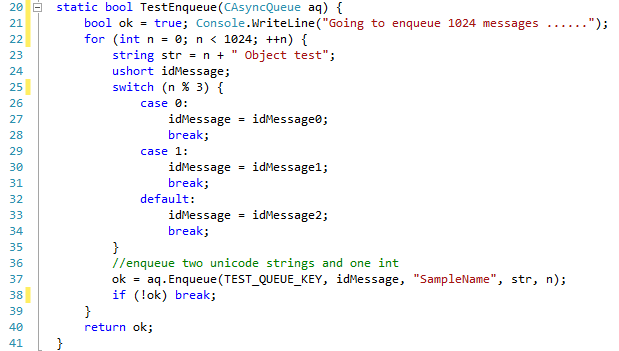 20 static bool TestEnqueue(CAsyncQueue aq) {
21 bool ok = true; Console.WriteLine("Going to enqueue 1024 messages ......");
22 for (int n = 0; n < 1024; ++n) {
23 string str = n + " Object test";
24 ushort idMessage;
25 switch (n % 3) {
26 case 0:
27 idMessage = idMessage0;
28 break;
29 case 1:
30 idMessage = idMessage1;
31 break;
32 default:
33 idMessage = idMessage2;
34 break;
35 }
36 //enqueue two unicode strings and one int
37 ok = aq.Enqueue(TEST_QUEUE_KEY, idMessage, "SampleName", str, n);
38 if (!ok) break;
39 }
40 return ok;
41 }